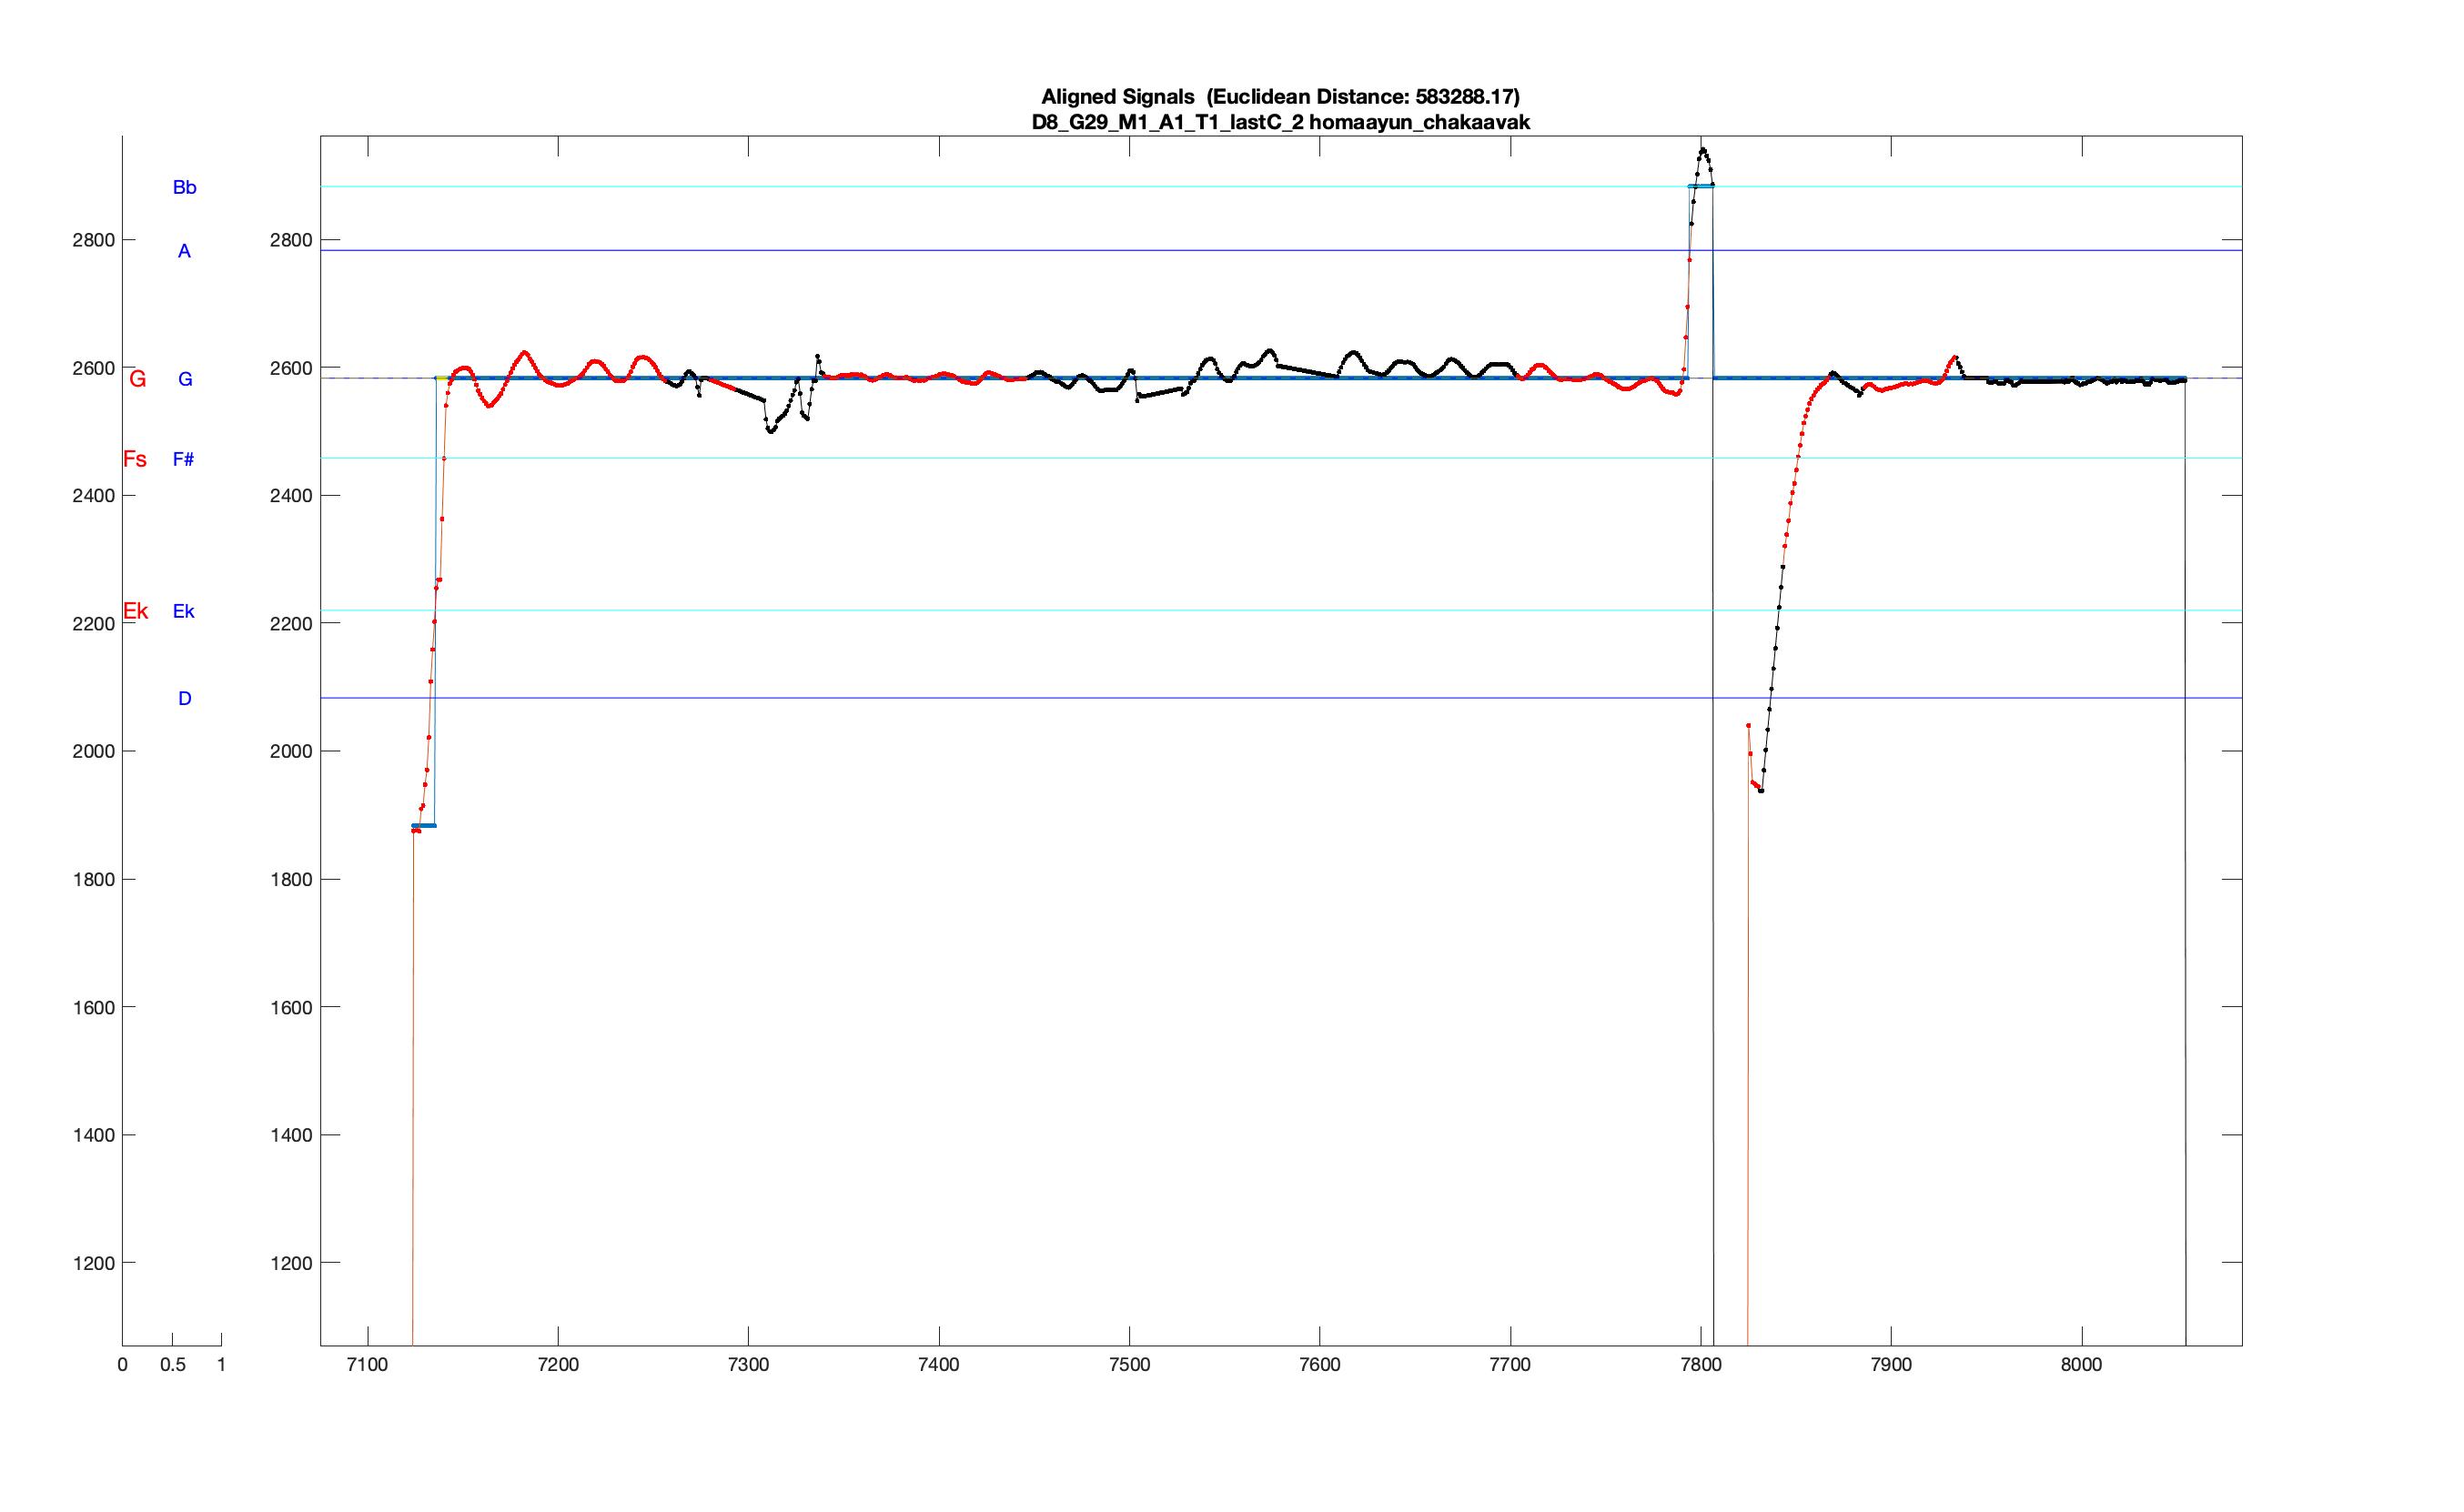 Aligned Signals  (Euclidean Distance: 583288.17)
D8_G29_M1_A1_T1_lastC_2 homaayun_chakaavak
Bb
2800 A 2800
2600 G G 2600
Fs F#
2400 2400
Ek Ek
2200 2200
D
2000 2000
1800 1800
1600 1600
1400 1400
1200 1200
0 0.5 1 7100 7200 7300 7400 7500 7600 7700 7800 7900 8000